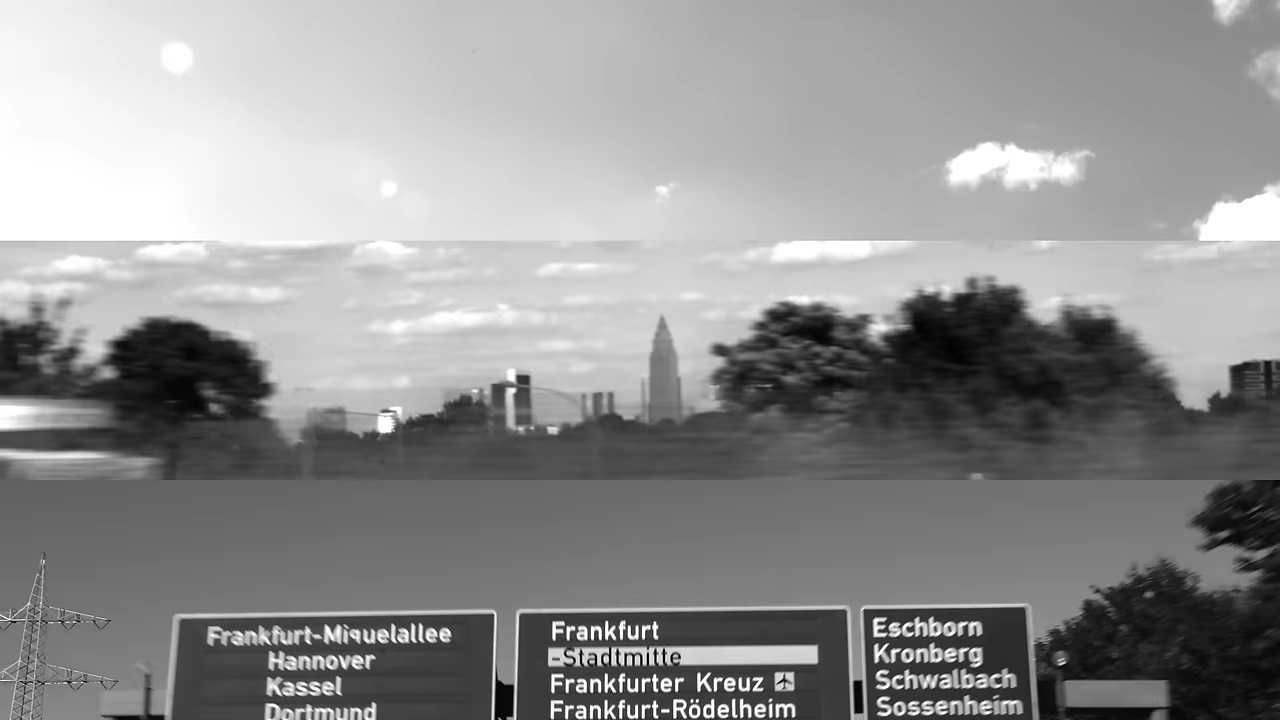 Frankfurt-Miquelallee
Hannover
Kassel
Dortmund
Frankfurt
-Stadtmitte
Frankfurter Kreuz
Frankfurt-Rödelheim
Eschborn
Kronberg
Schwalbach
Sossenheim